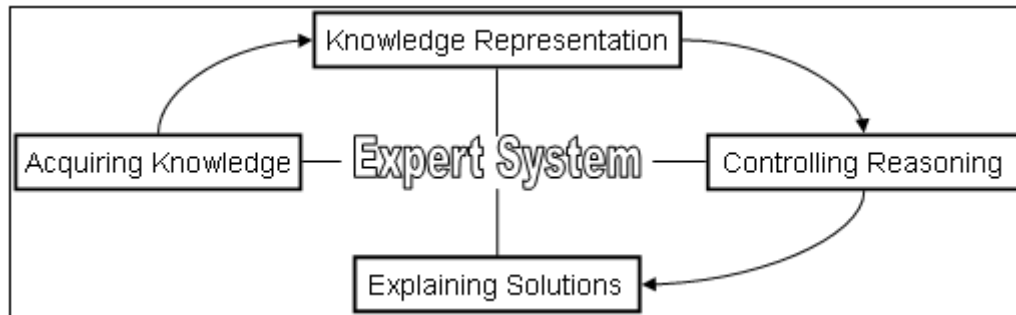 Knowledge Representation
Acquiring Knowledge
Expert System
Controlling Reasoning
Explaining Solutions